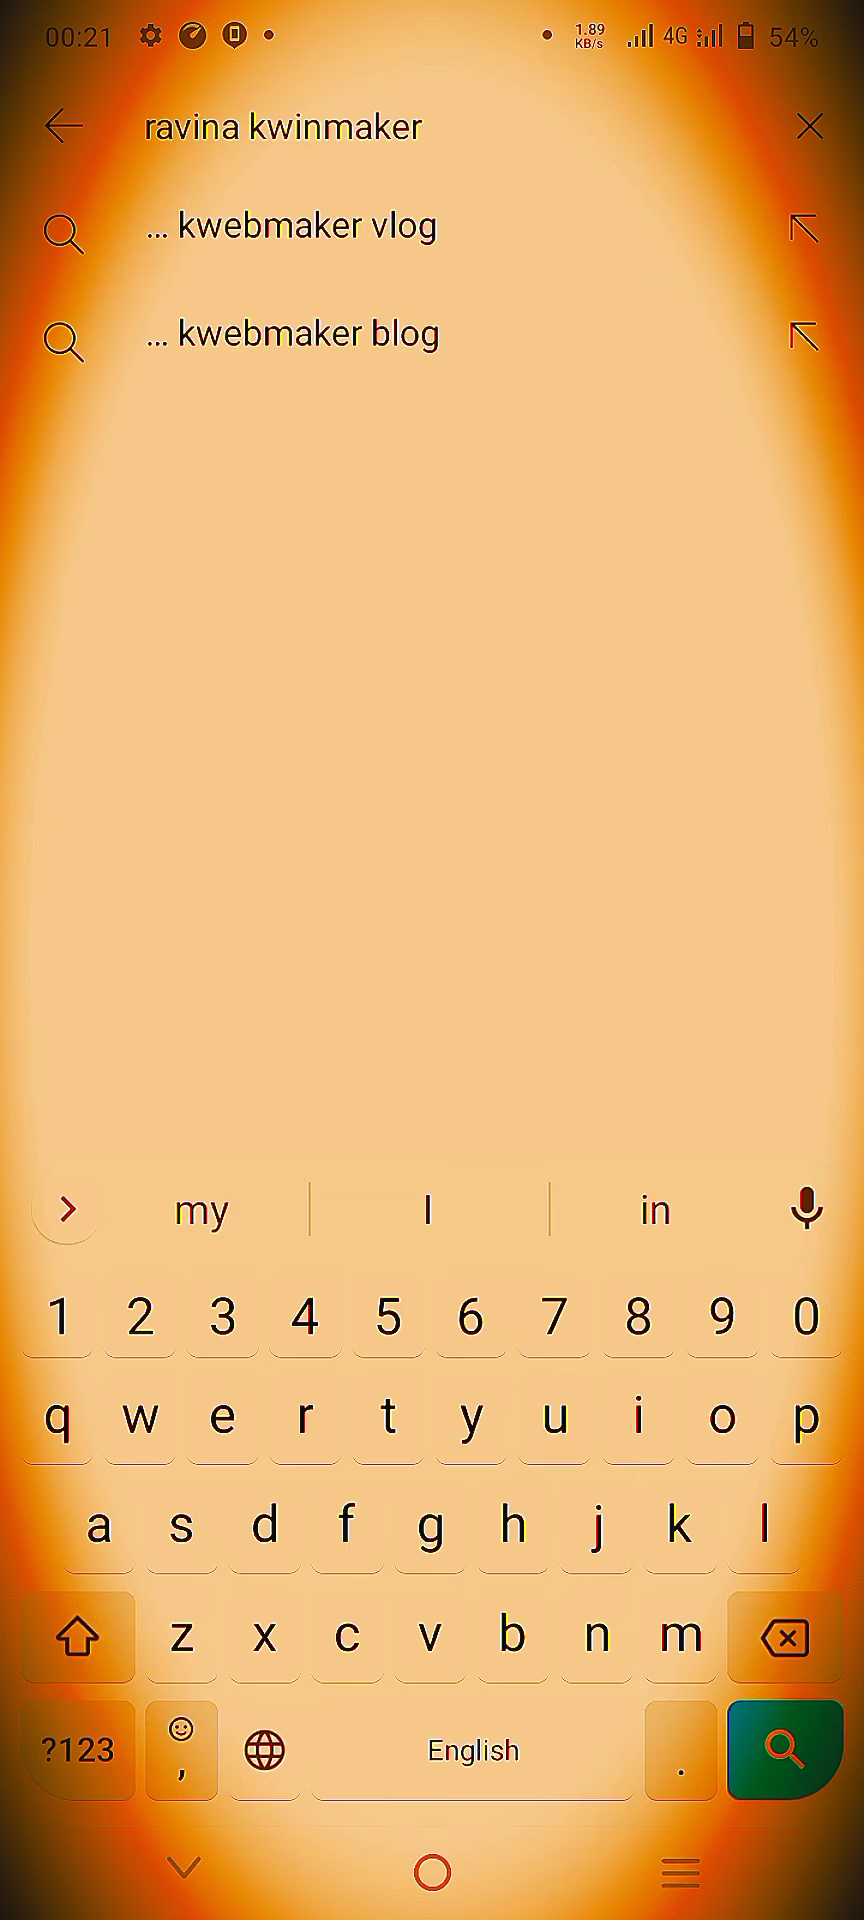 00:21 1.89 KB/s 4G 54%
ravina kwinmaker
... kwebmaker vlog
... kwebmaker blog
my I in
1 2 3 4 5 6 7 8 9 0
q w e r t y u i o p
a s d f g h j k l
z x c v b n m
?123 , English .